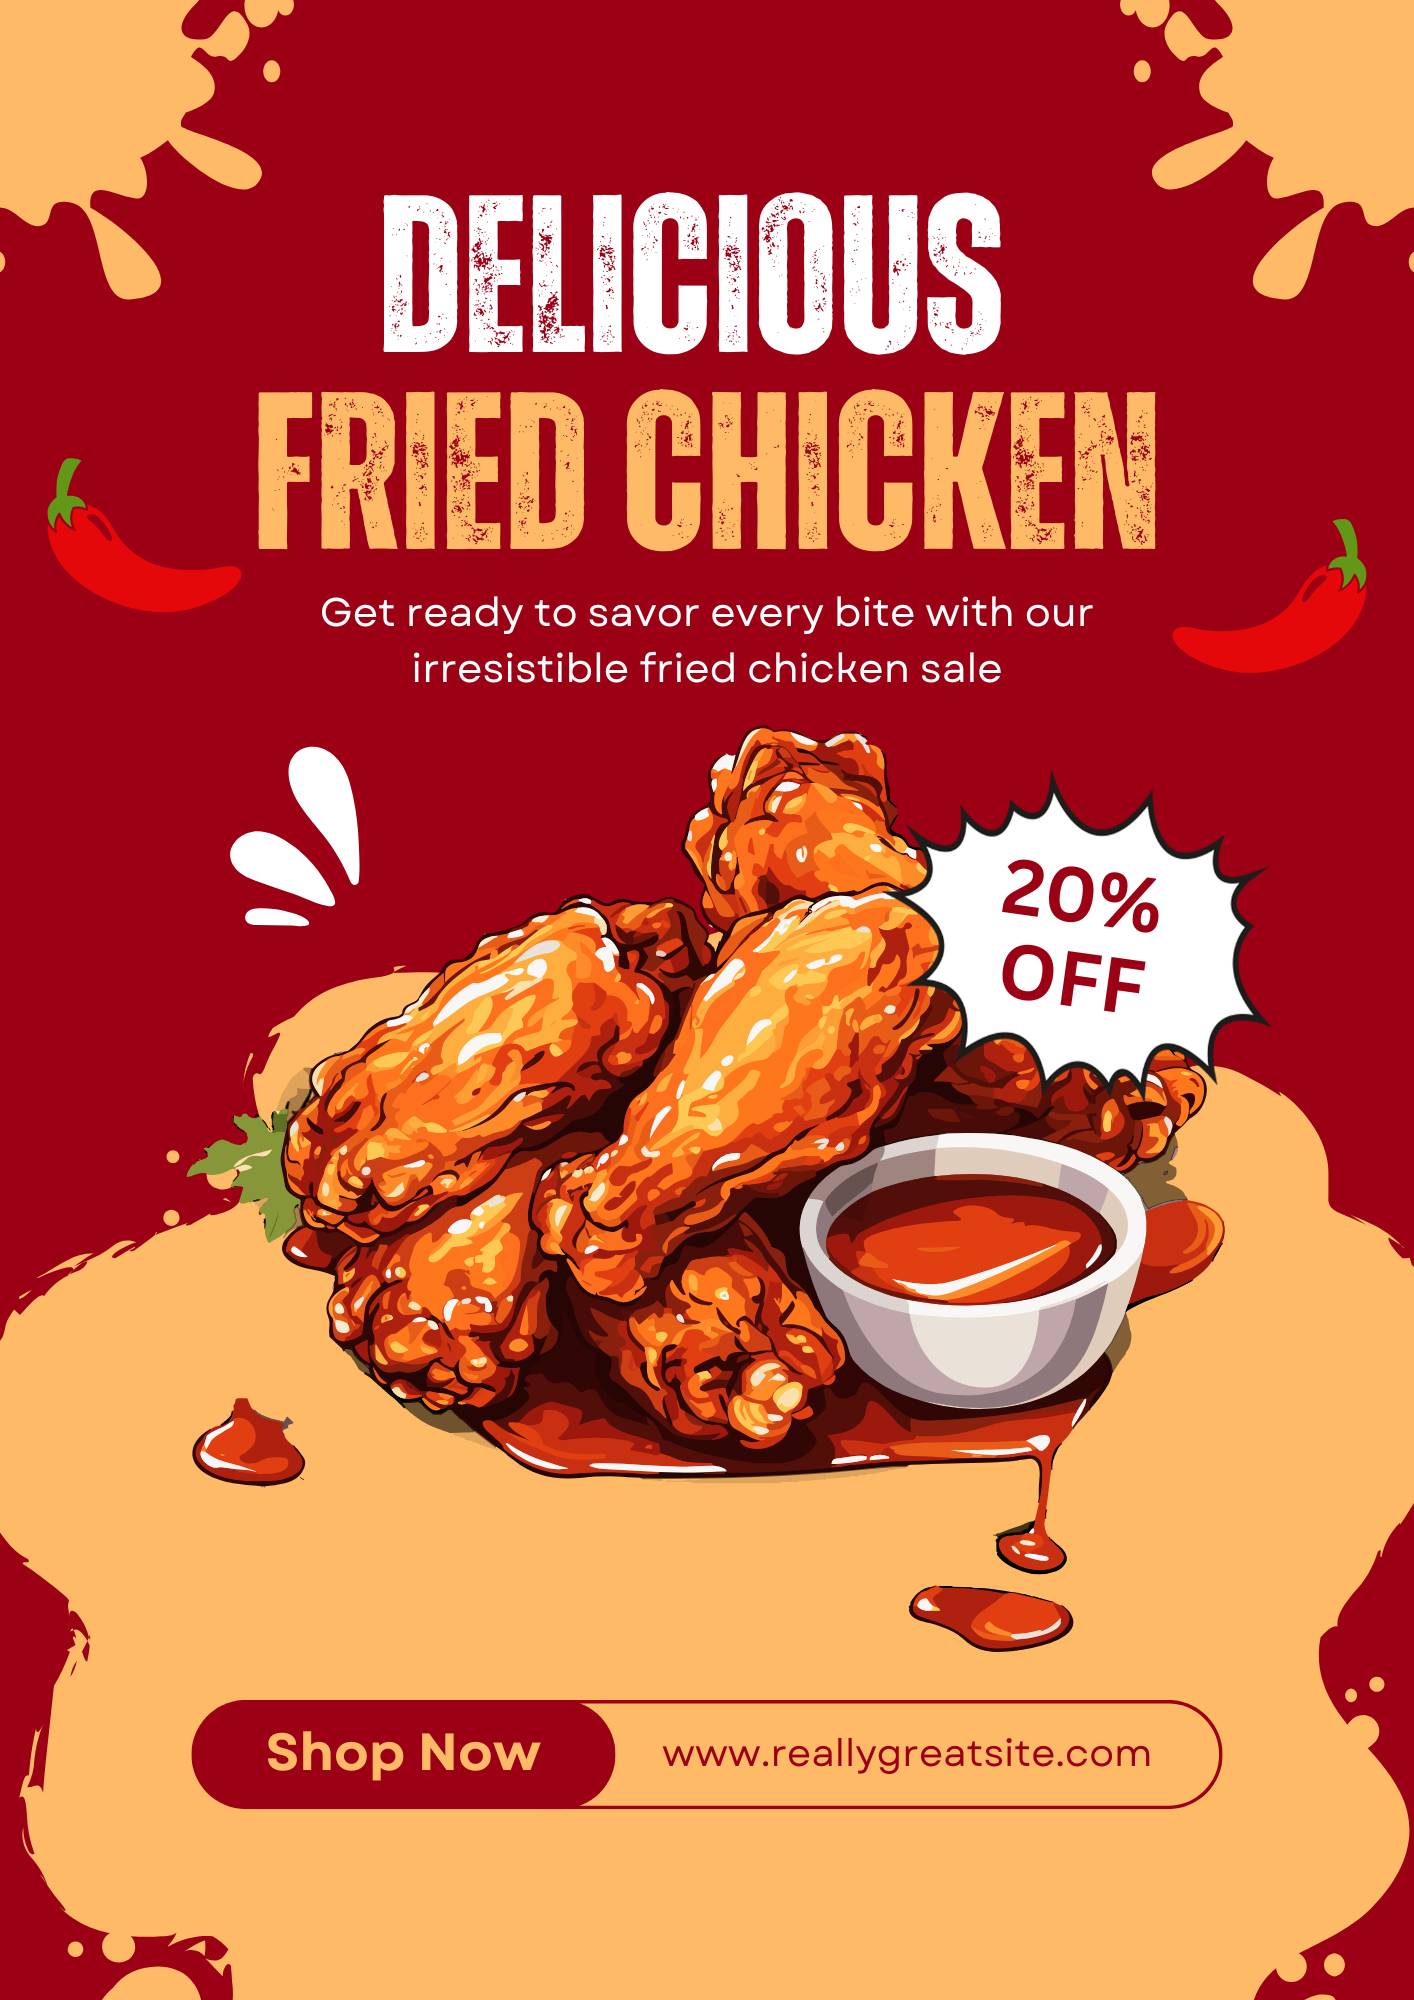 DELICIOUS
FRIED CHICKEN
Get ready to savor every bite with our
irresistible fried chicken sale
20%
OFF
Shop Now
www.reallygreatsite.com